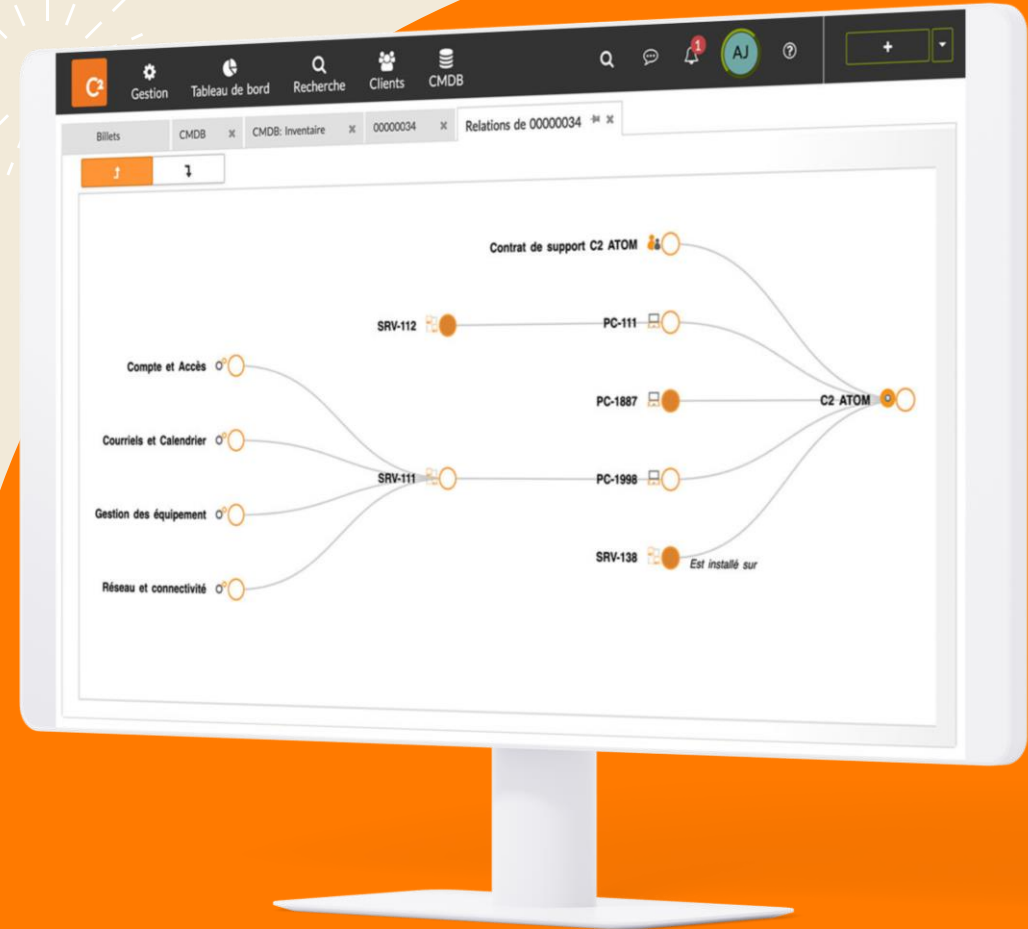 C²
Gestion
Tableau de bord
Recherche
Clients
CMDB
1
AJ
+
Billets
CMDB
CMDB: Inventaire
00000034
Relations de 00000034
Contrat de support C2 ATOM
SRV-112
PC-111
Compte et Accès
PC-1887
C2 ATOM
Courriels et Calendrier
SRV-111
PC-1998
Gestion des équipement
SRV-138
Est installé sur
Réseau et connectivité